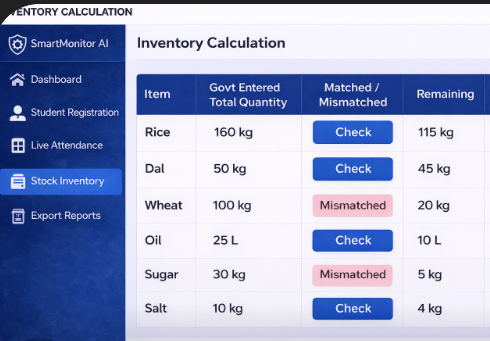 INVENTORY CALCULATION
SmartMonitor AI
Dashboard
Student Registration
Live Attendance
Stock Inventory
Export Reports
Inventory Calculation
Item Govt Entered Total Quantity Matched / Mismatched Remaining
Rice 160 kg Check 115 kg
Dal 50 kg Check 45 kg
Wheat 100 kg Mismatched 20 kg
Oil 25 L Check 10 L
Sugar 30 kg Mismatched 5 kg
Salt 10 kg Check 4 kg